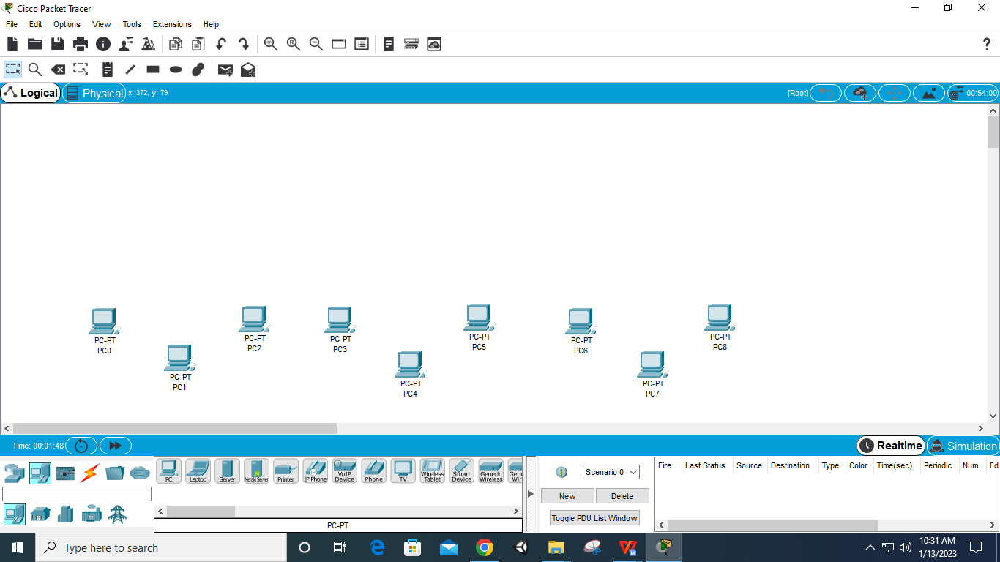 Cisco Packet Tracer
File Edit Options View Tools Extensions Help
Logical Physical x: 372, y: 79 [Root] 00:54:00
PC-PT
PC0
PC-PT
PC1
PC-PT
PC2
PC-PT
PC3
PC-PT
PC4
PC-PT
PC5
PC-PT
PC6
PC-PT
PC7
PC-PT
PC8
Time: 00:01:48 Realtime Simulation
PC Laptop Server Meraki Server Printer IP Phone VoIP Device Phone TV Wireless Tablet Smart Device Generic Wireless
Scenario 0
New Delete
Toggle PDU List Window
Fire Last Status Source Destination Type Color Time(sec) Periodic Num Ed
PC-PT
Type here to search
10:31 AM
1/13/2023